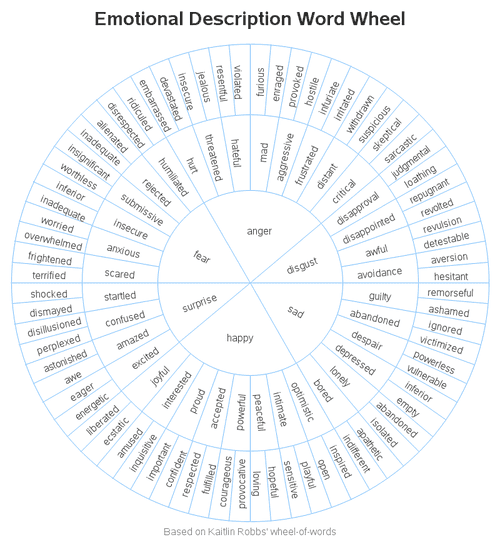 Emotional Description Word Wheel
anger
disgust
sad
happy
surprise
fear
mad
aggressive
frustrated
distant
critical
disapproval
disappointed
awful
avoidance
guilty
abandoned
despair
depressed
lonely
bored
optimistic
intimate
peaceful
powerful
accepted
proud
interested
joyful
excited
amazed
confused
startled
scared
anxious
insecure
submissive
rejected
humiliated
hurt
threatened
hateful
furious
enraged
provoked
hostile
infuriate
irritated
withdrawn
suspicious
skeptical
sarcastic
judgmental
loathing
repugnant
revolted
revulsion
detestable
aversion
hesitant
remorseful
ashamed
ignored
victimized
powerless
vulnerable
inferior
empty
abandoned
isolated
apathetic
indifferent
inspired
open
playful
sensitive
hopeful
loving
provocative
courageous
fulfilled
respected
confident
important
inquisitive
amused
ecstatic
liberated
energetic
eager
awe
astonished
perplexed
disillusioned
dismayed
shocked
terrified
frightened
overwhelmed
worried
inadequate
inferior
worthless
insignificant
inadequate
alienated
disrespected
ridiculed
embarrassed
devastated
insecure
jealous
resentful
violated
Based on Kaitlin Robbs' wheel-of-words